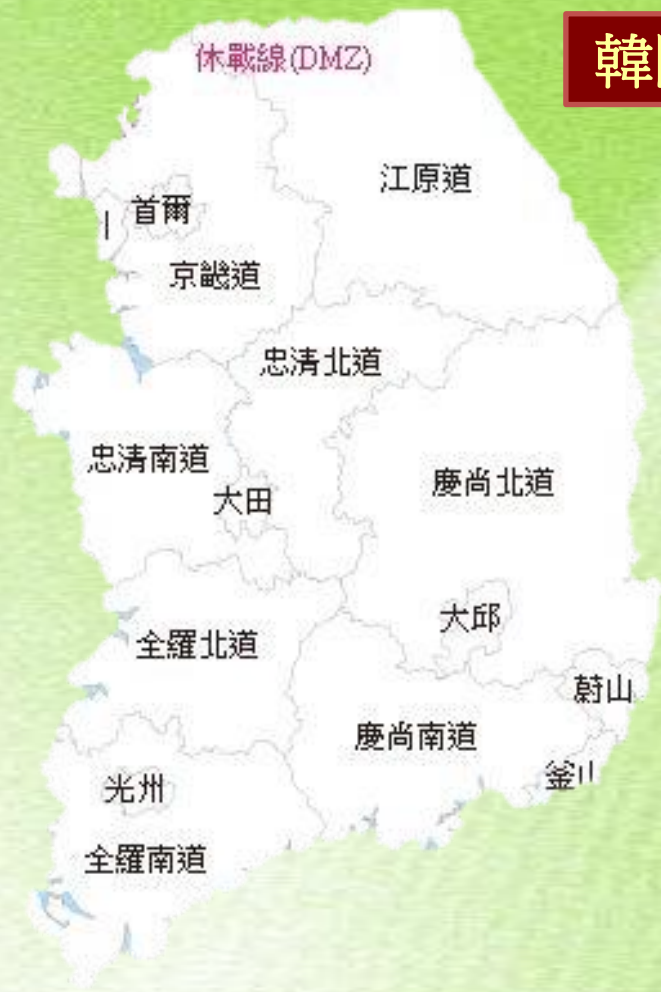 休戰線(DMZ)
韓
江原道
首爾
京畿道
忠清北道
忠清南道
慶尚北道
大田
大邱
全羅北道
蔚山
慶尚南道
釜山
光州
全羅南道